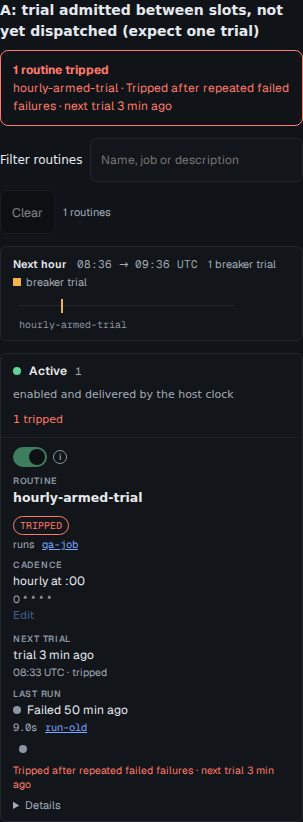 A: trial admitted between slots, not
yet dispatched (expect one trial)
1 routine tripped
hourly-armed-trial · Tripped after repeated failed
failures · next trial 3 min ago
Filter routines
Name, job or description
Clear
1 routines
Next hour 08:36 → 09:36 UTC 1 breaker trial
breaker trial
hourly-armed-trial
Active 1
enabled and delivered by the host clock
1 tripped
ROUTINE
hourly-armed-trial
TRIPPED
runs qa-job
CADENCE
hourly at :00
0 * * * *
Edit
NEXT TRIAL
trial 3 min ago
08:33 UTC · tripped
LAST RUN
Failed 50 min ago
9.0s run-old
Tripped after repeated failed failures · next trial 3 min
ago
Details